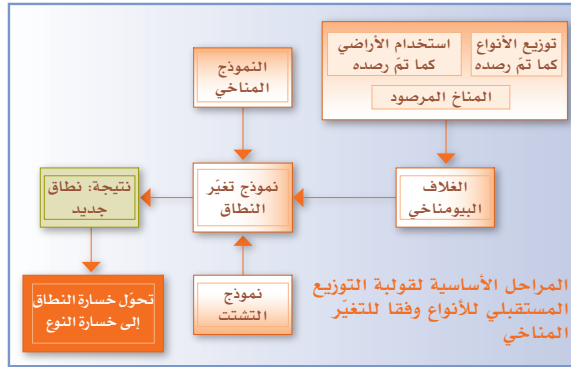 توزيع الأنواع
كما تمّ رصده
استخدام الأراضي
كما تمّ رصده
المناخ المرصود
النموذج
المناخي
الغلاف
البيومناخي
نموذج تغيّر
النطاق
نتيجة: نطاق
جديد
نموذج
التشتت
تحوّل خسارة النطاق
إلى خسارة النوع
المراحل الأساسية لقولبة التوزيع
المستقبلي للأنواع وفقا للتغيّر
المناخي